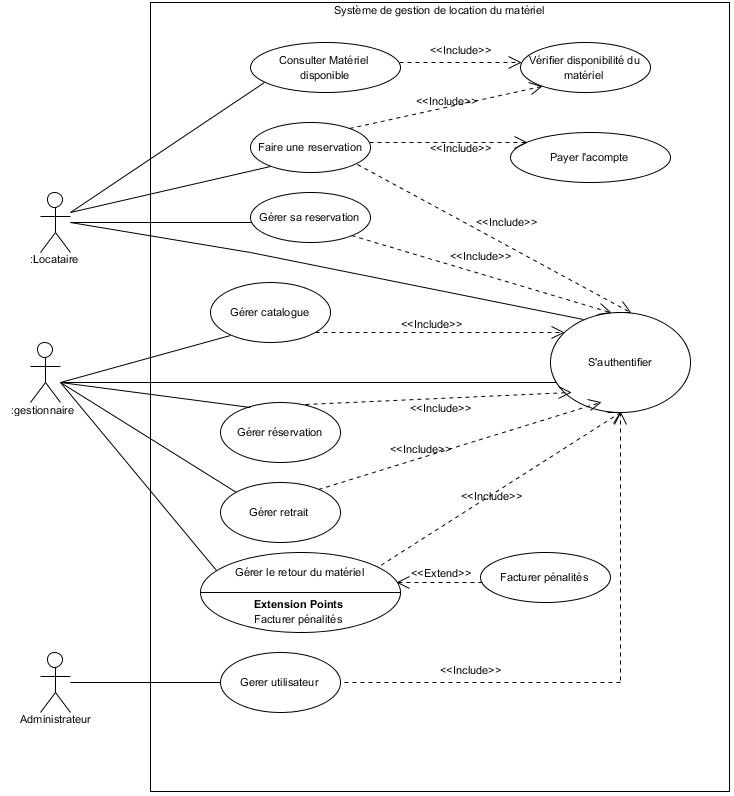 Système de gestion de location du matériel
Consulter Matériel
disponible
<<Include>>
Vérifier disponibilité du
matériel
<<Include>>
Faire une reservation
<<Include>>
Payer l'acompte
Gérer sa reservation
<<Include>>
<<Include>>
:Locataire
Gérer catalogue
<<Include>>
S'authentifier
:gestionnaire
<<Include>>
Gérer réservation
<<Include>>
Gérer retrait
<<Include>>
Gérer le retour du matériel
<<Extend>>
Facturer pénalités
Extension Points
Facturer pénalités
<<Include>>
Gerer utilisateur
Administrateur